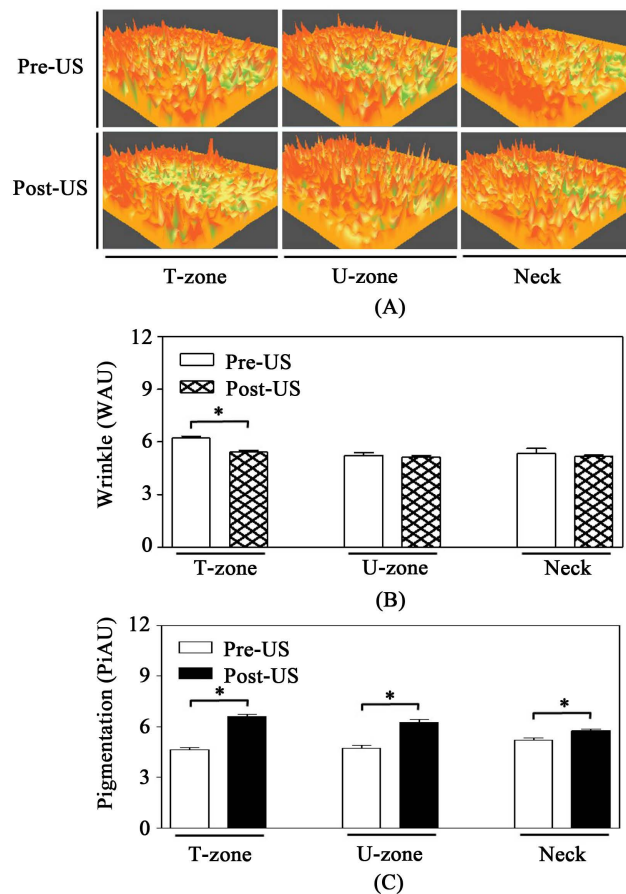 Pre-US
Post-US
T-zone U-zone Neck
(A)
Wrinkle (WAU)
12
9
6
3
0
Pre-US
Post-US
*
T-zone U-zone Neck
(B)
Pigmentation (PiAU)
12
9
6
3
0
Pre-US
Post-US
* * *
T-zone U-zone Neck
(C)